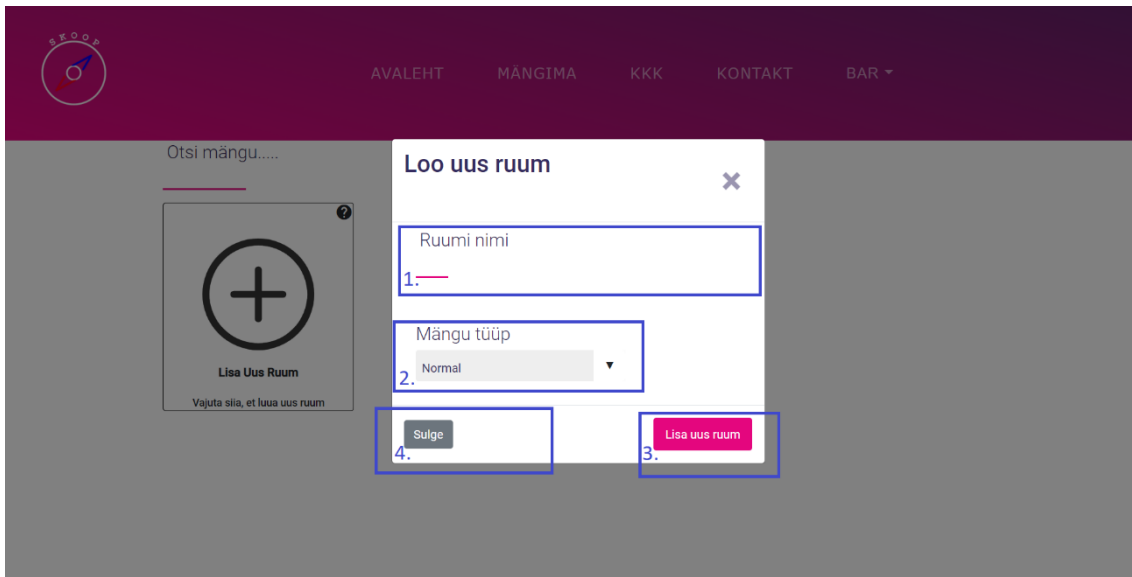 SKOOP
AVALEHT MÄNGIMA KKK KONTAKT BAR
Otsi mängu.....
Lisa Uus Ruum
Vajuta siia, et luua uus ruum
Loo uus ruum
Ruumi nimi
1.
Mängu tüüp
Normal
2.
Sulge
4.
Lisa uus ruum
3.